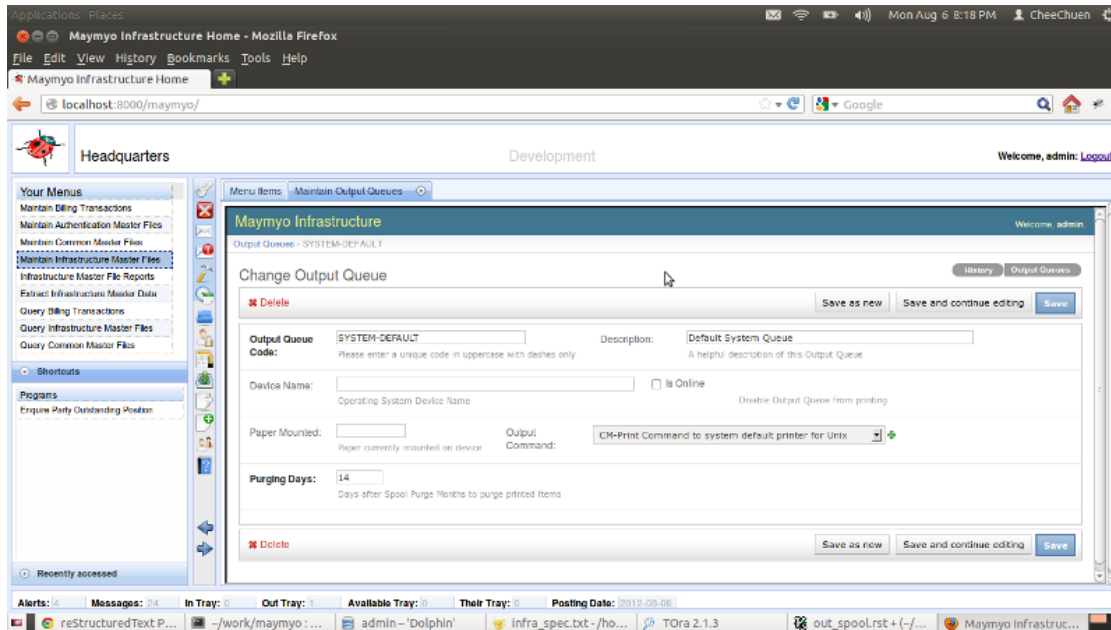 Applications Places
Mon Aug 6 8:18 PM CheeChuen
Maymyo Infrastructure Home - Mozilla Firefox
File Edit View History Bookmarks Tools Help
Maymyo Infrastructure Home
localhost:8000/maymyo/
Google
Headquarters
Development
Welcome, admin: Logout
Your Menus
Maintain Billing Transactions
Maintain Authentication Master Files
Maintain Common Master Files
Maintain Infrastructure Master Files
Infrastructure Master File Reports
Extract Infrastructure Master Data
Query Billing Transactions
Query Infrastructure Master Files
Query Common Master Files
Shortcuts
Programs
Enquire Party Outstanding Position
Recently accessed
Menu Items Maintain Output Queues
Maymyo Infrastructure
Welcome, admin.
Output Queues › SYSTEM-DEFAULT
Change Output Queue
History Output Queues
Delete
Save as new Save and continue editing Save
Output Queue Code: SYSTEM-DEFAULT
Please enter a unique code in uppercase with dashes only
Description: Default System Queue
A helpful description of this Output Queue
Device Name:
Operating System Device Name
Is Online
Disable Output Queue from printing
Paper Mounted:
Paper currently mounted on device
Output Command: CM-Print Command to system default printer for Unix
Purging Days: 14
Days after Spool Purge Months to purge printed Items
Delete
Save as new Save and continue editing Save
Alerts: 4 Messages: 24 In Tray: 0 Out Tray: 1 Available Tray: 0 Their Tray: 0 Posting Date: 2012-08-06
reStructuredText P... ~/work/maymyo : ... admin – 'Dolphin' infra_spec.txt - /ho... TOra 2.1.3 out_spool.rst + (~/... Maymyo Infrastruc...